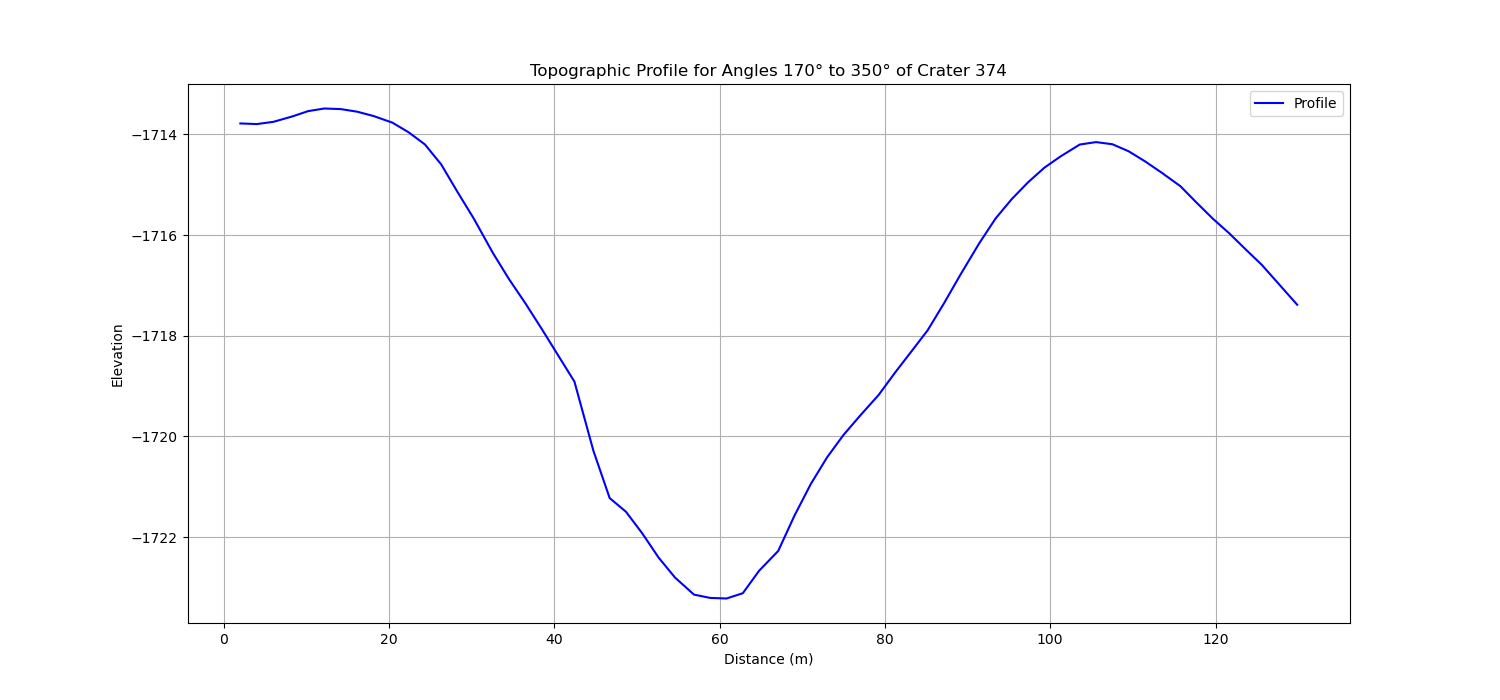 Topographic Profile for Angles 170° to 350° of Crater 374
Profile
−1714
−1716
−1718
−1720
−1722
Elevation
0 20 40 60 80 100 120
Distance (m)